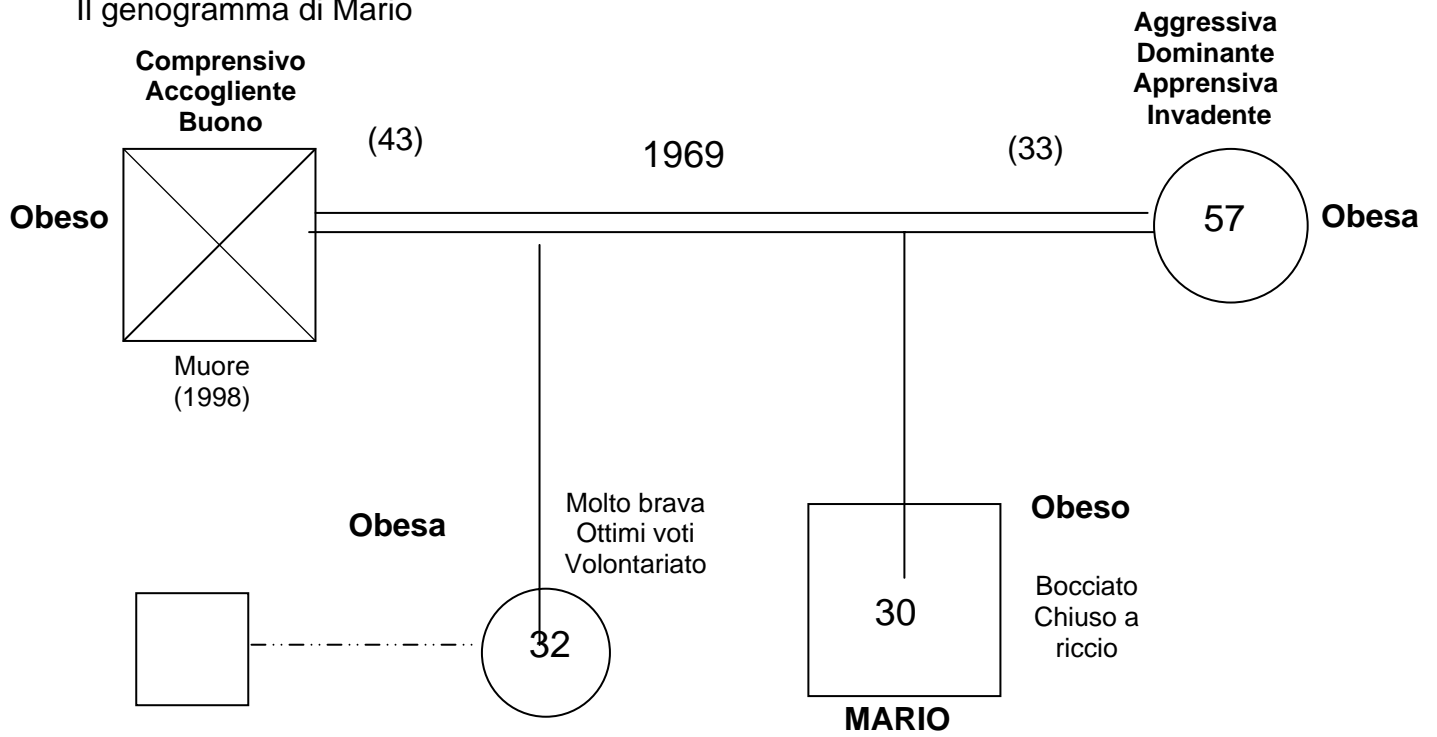 Il genogramma di Mario
Comprensivo
Accogliente
Buono
Aggressiva
Dominante
Apprensiva
Invadente
(43)
1969
(33)
Obeso
57
Obesa
Muore
(1998)
Obesa
Molto brava
Ottimi voti
Volontariato
32
Obeso
30
Bocciato
Chiuso a
riccio
MARIO